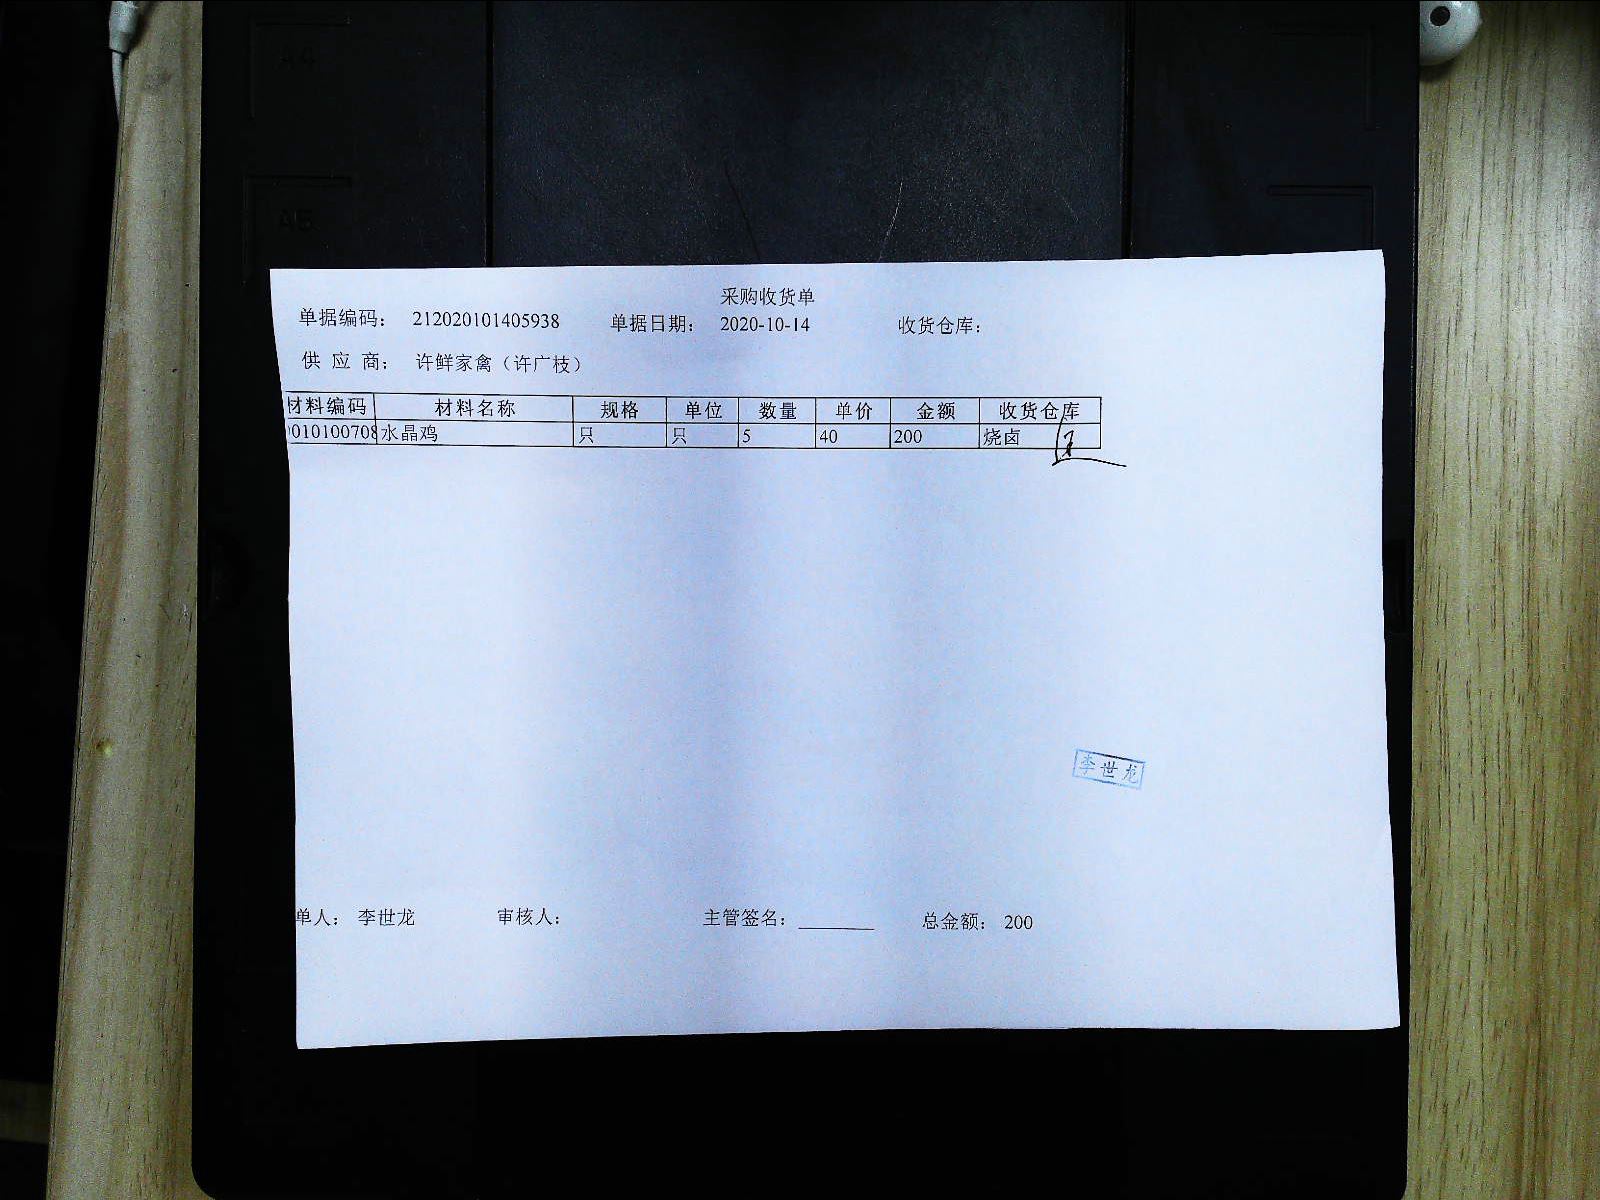 A4
A5
采购收货单
单据编码： 212020101405938 单据日期： 2020-10-14 收货仓库：
供 应 商： 许鲜家禽（许广枝）
材料编码 材料名称 规格 单位 数量 单价 金额 收货仓库
010100708 水晶鸡 只 只 5 40 200 烧卤
李世龙
单人： 李世龙 审核人： 主管签名： 总金额： 200